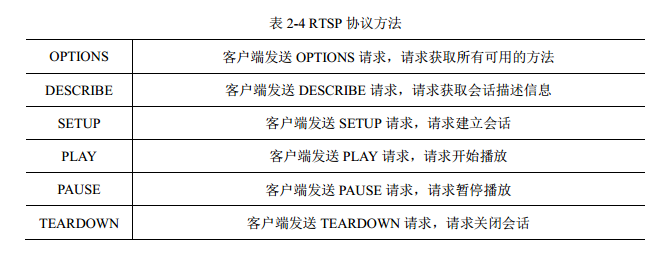 表 2-4 RTSP 协议方法
OPTIONS 客户端发送 OPTIONS 请求，请求获取所有可用的方法
DESCRIBE 客户端发送 DESCRIBE 请求，请求获取会话描述信息
SETUP 客户端发送 SETUP 请求，请求建立会话
PLAY 客户端发送 PLAY 请求，请求开始播放
PAUSE 客户端发送 PAUSE 请求，请求暂停播放
TEARDOWN 客户端发送 TEARDOWN 请求，请求关闭会话